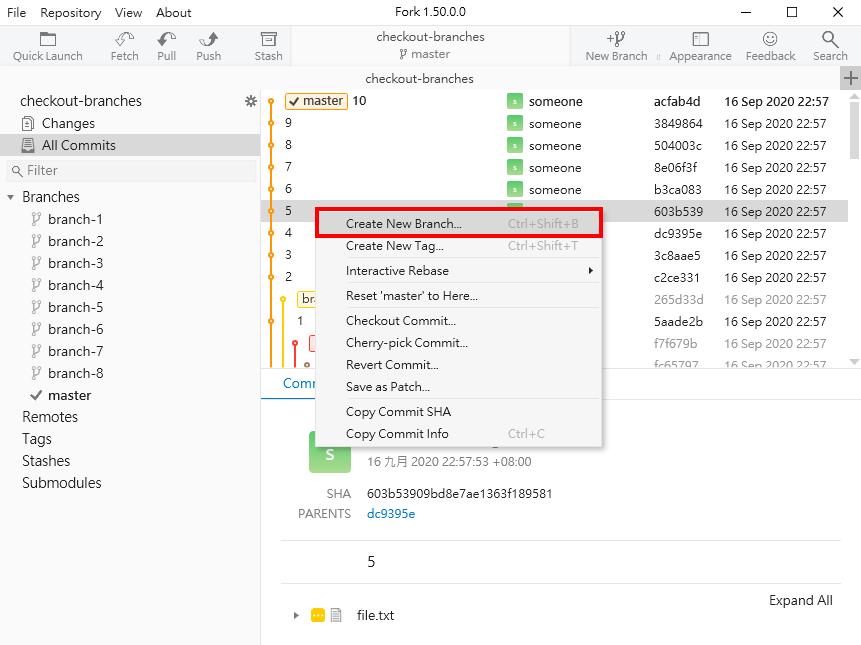 File Repository View About Fork 1.50.0.0
Quick Launch Fetch Pull Push Stash checkout-branches master New Branch Appearance Feedback Search
checkout-branches
checkout-branches
Changes
All Commits
Filter
Branches
branch-1
branch-2
branch-3
branch-4
branch-5
branch-6
branch-7
branch-8
master
Remotes
Tags
Stashes
Submodules
master 10 s someone acfab4d 16 Sep 2020 22:57
9 s someone 3849864 16 Sep 2020 22:57
8 s someone 504003c 16 Sep 2020 22:57
7 s someone 8e06f3f 16 Sep 2020 22:57
6 s someone b3ca083 16 Sep 2020 22:57
5 603b539 16 Sep 2020 22:57
4 dc9395e 16 Sep 2020 22:57
3 3c8aae5 16 Sep 2020 22:57
2 c2ce331 16 Sep 2020 22:57
br 265d33d 16 Sep 2020 22:57
1 5aade2b 16 Sep 2020 22:57
f7f679b 16 Sep 2020 22:57
fc65797 16 Sep 2020 22:57
Create New Branch... Ctrl+Shift+B
Create New Tag... Ctrl+Shift+T
Interactive Rebase
Reset 'master' to Here...
Checkout Commit...
Cherry-pick Commit...
Revert Commit...
Save as Patch...
Copy Commit SHA
Copy Commit Info Ctrl+C
Comm
S
16 九月 2020 22:57:53 +08:00
SHA 603b53909bd8e7ae1363f189581
PARENTS dc9395e
5
Expand All
file.txt